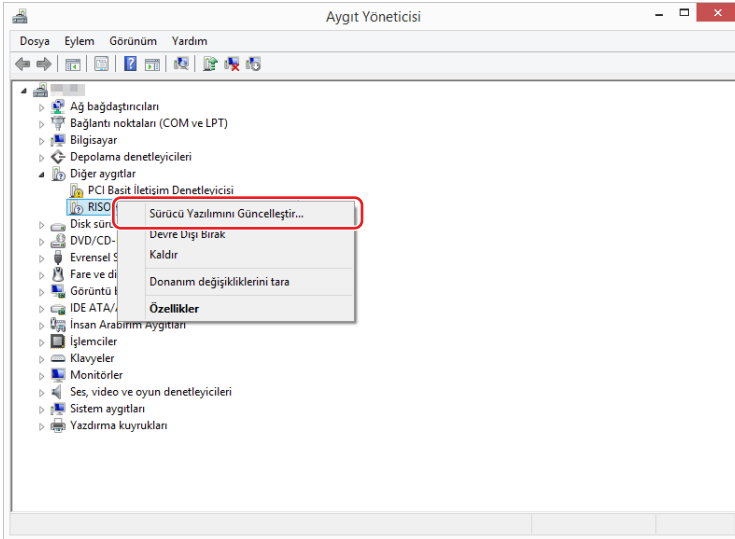 Aygıt Yöneticisi
Dosya Eylem Görünüm Yardım
Ağ bağdaştırıcıları
Bağlantı noktaları (COM ve LPT)
Bilgisayar
Depolama denetleyicileri
Diğer aygıtlar
PCI Basit İletişim Denetleyicisi
RISO
Sürücü Yazılımını Güncelleştir...
Devre Dışı Bırak
Kaldır
Donanım değişikliklerini tara
Özellikler
Disk sürü
DVD/CD-
Evrensel S
Fare ve di
Görüntü
IDE ATA/
İnsan Arabirim Aygıtları
İşlemciler
Klavyeler
Monitörler
Ses, video ve oyun denetleyicileri
Sistem aygıtları
Yazdırma kuyrukları